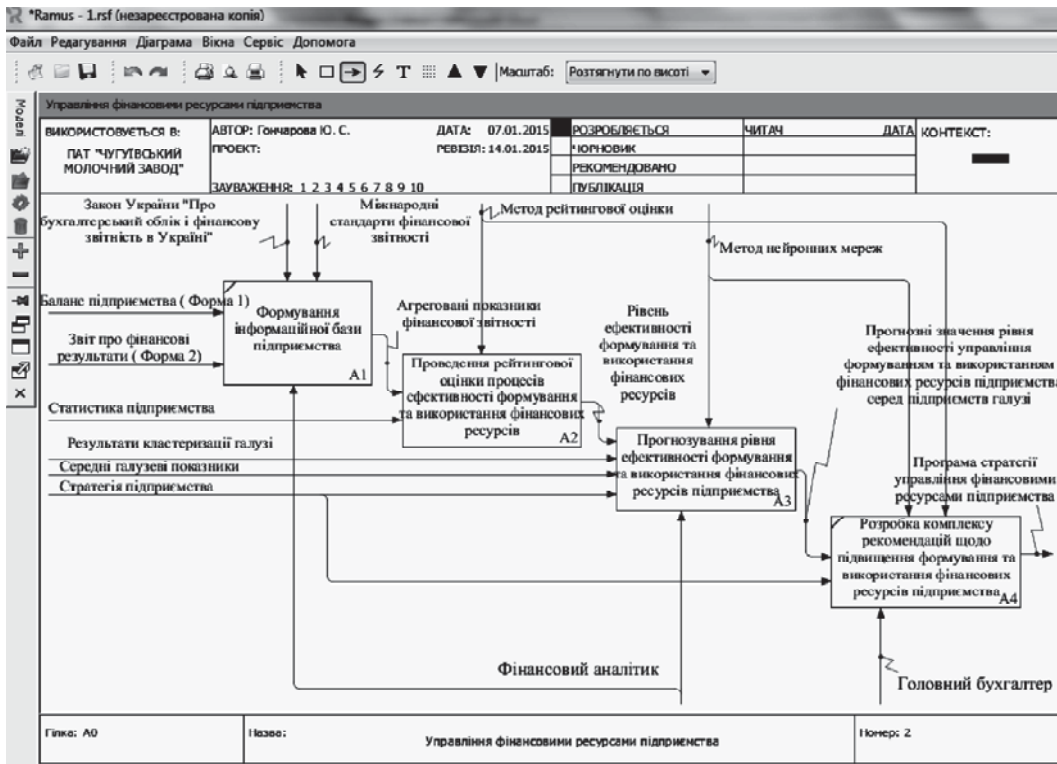 *Ramus - 1.rsf (незареєстрована копія)
Файл Редагування Діаграма Вікна Сервіс Допомога
Масштаб: Розтягнути по висоті
Моделі
Управління фінансовими ресурсами підприємства
ВИКОРИСТОВУЄТЬСЯ В:
ПАТ "ЧУГУЇВСЬКИЙ
МОЛОЧНИЙ ЗАВОД"
АВТОР: Гончарова Ю. С.
ДАТА: 07.01.2015
ПРОЕКТ:
РЕВІЗІЯ: 14.01.2015
ЗАУВАЖЕННЯ: 1 2 3 4 5 6 7 8 9 10
РОЗРОБЛЯЄТЬСЯ
ЧОРНОВИК
РЕКОМЕНДОВАНО
ПУБЛІКАЦІЯ
ЧИТАЧ
ДАТА
КОНТЕКСТ:
Закон України "Про
бухгалтерський облік і фінансову
звітність в Україні"
Міжнародні
стандарти фінансової
звітності
Метод рейтингової оцінки
Метод нейронних мереж
Баланс підприємства ( Форма 1)
Звіт про фінансові
результати ( Форма 2)
Формування
інформаційної бази
підприємства
A1
Агреговані показники
фінансової звітності
Рівень
ефективності
формування та
використання
фінансових
ресурсів
Прогнозні значення рівня
ефективності управління
формуванням та використанням
фінансових ресурсів підприємства
серед підприємств галузі
Проведення рейтингової
оцінки процесів
ефективності формування
та використання фінансових
ресурсів
A2
Статистика підприємства
Результати кластеризації галузі
Середні галузеві показники
Стратегія підприємства
Прогнозування рівня
ефективності формування
та використання фінансових
ресурсів підприємства
A3
Програма стратегії
управління фінансовими
ресурсами підприємства
Розробка комплексу
рекомендацій щодо
підвищення формування та
використання фінансових
ресурсів підприємства
A4
Фінансовий аналітик
Головний бухгалтер
Гілка: A0
Назва:
Управління фінансовими ресурсами підприємства
Номер: 2